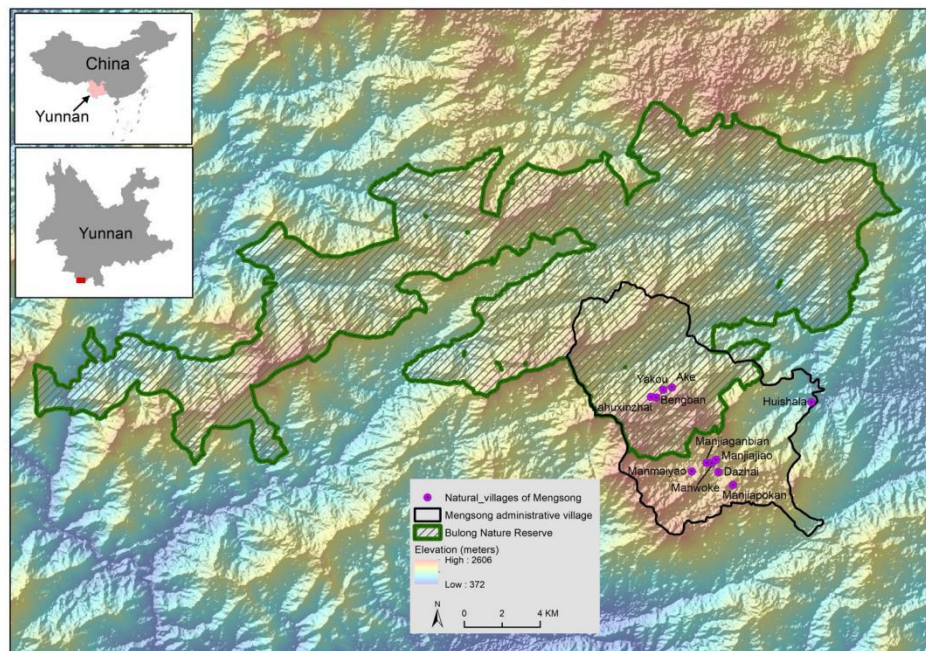 China
Yunnan
Yunnan
Yakou
Ake
Bengban
Huishala
Manjiaganbian
Manjiajiao
Manmaiyao
Dazhai
Manwoke
Manjiapokan
Natural_villages of Mengsong
Mengsong administrative village
Bulong Nature Reserve
Elevation (meters)
High : 2606
Low : 372
N
0 2 4 KM